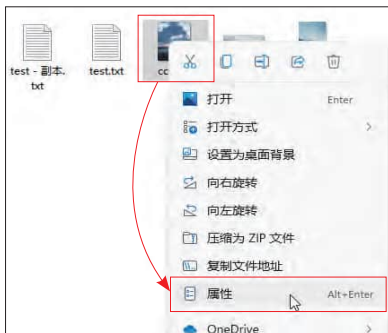 test - 副本.
txt
test.txt
cc
打开 Enter
打开方式
设置为桌面背景
向右旋转
向左旋转
压缩为 ZIP 文件
复制文件地址
属性 Alt+Enter
OneDrive